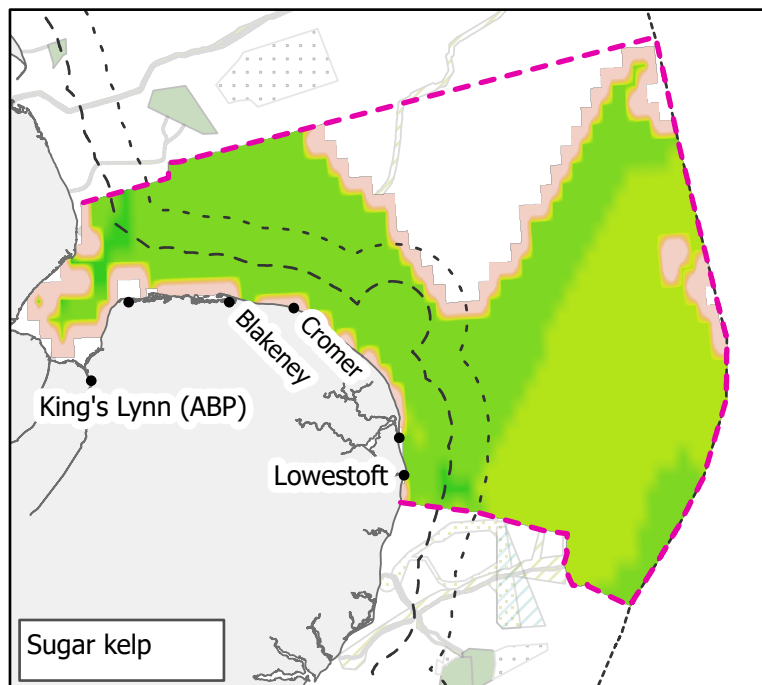 Blakeney
Cromer
King's Lynn (ABP)
Lowestoft
Sugar kelp